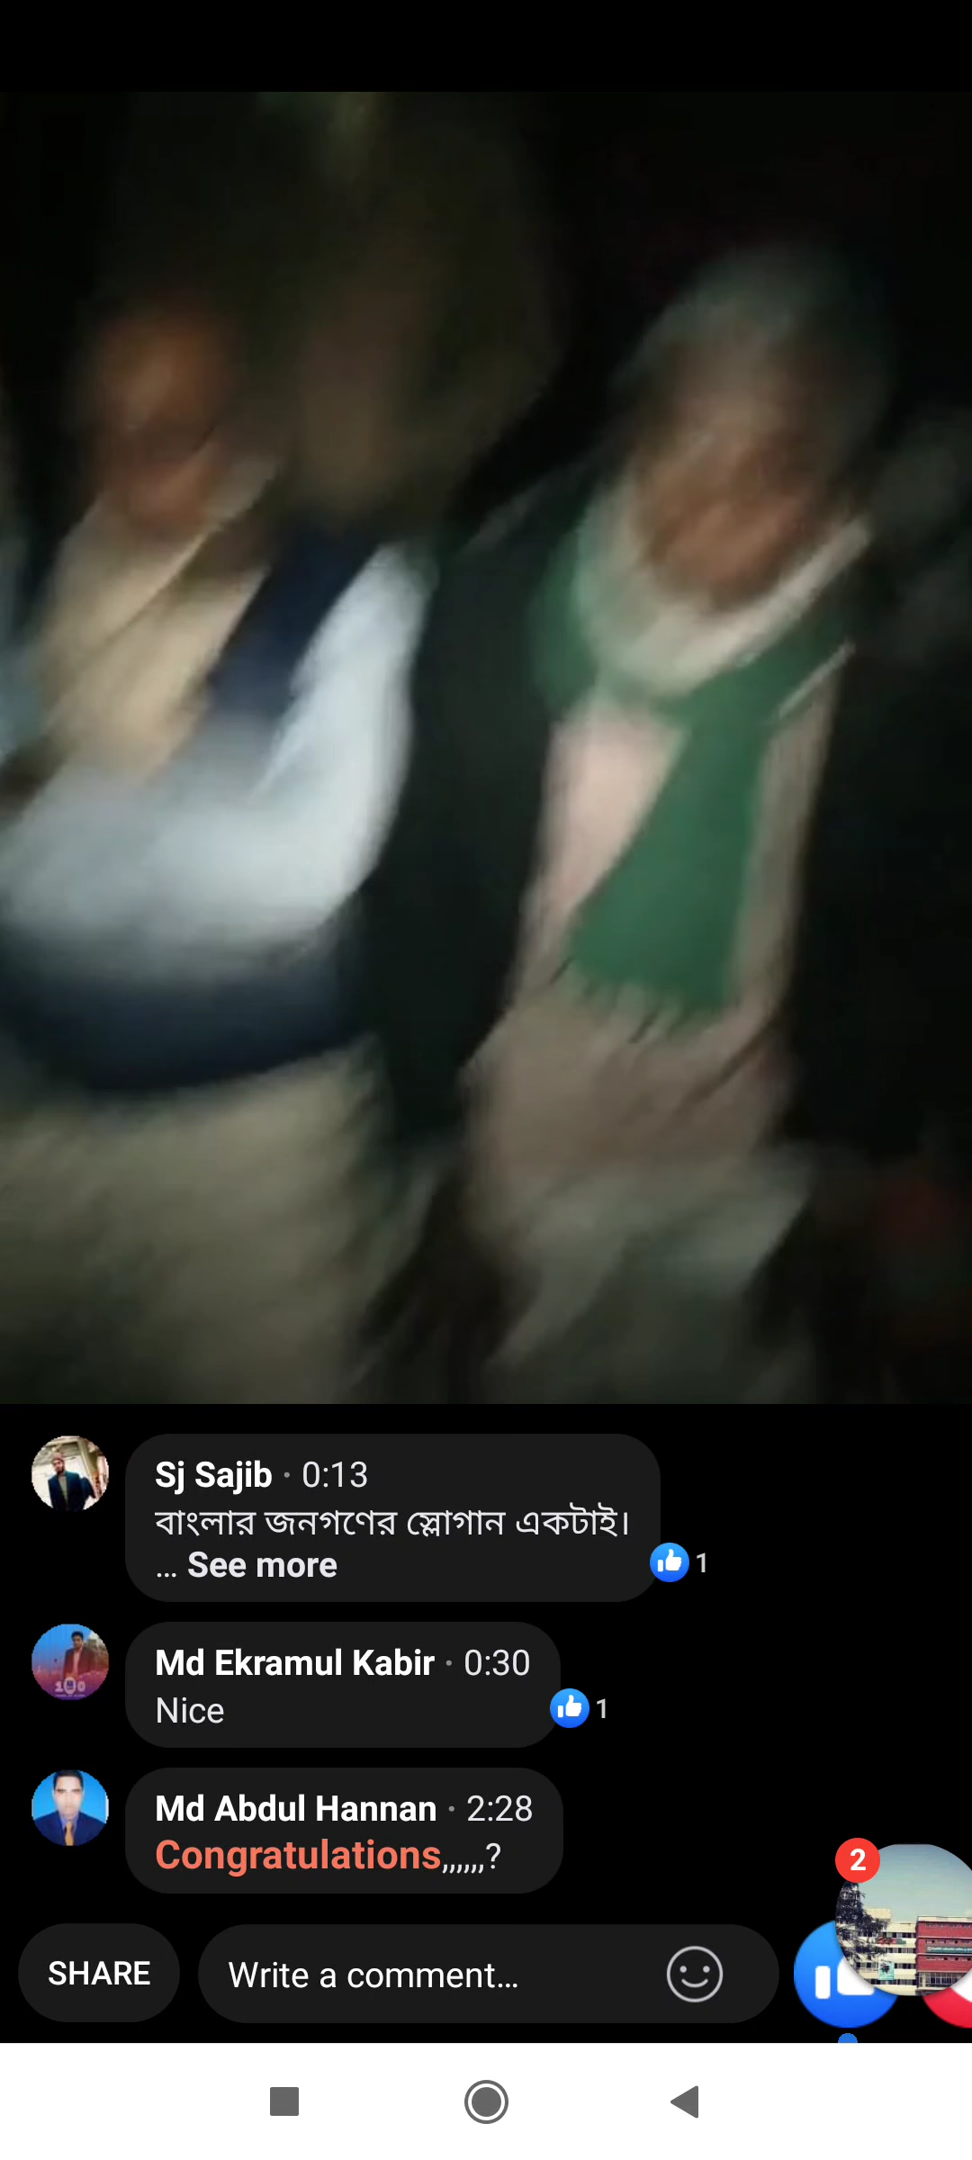 Sj Sajib · 0:13
বাংলার জনগণের স্লোগান একটাই।
... See more
1
Md Ekramul Kabir · 0:30
Nice
1
Md Abdul Hannan · 2:28
Congratulations,,,,,,?
2
SHARE
Write a comment...